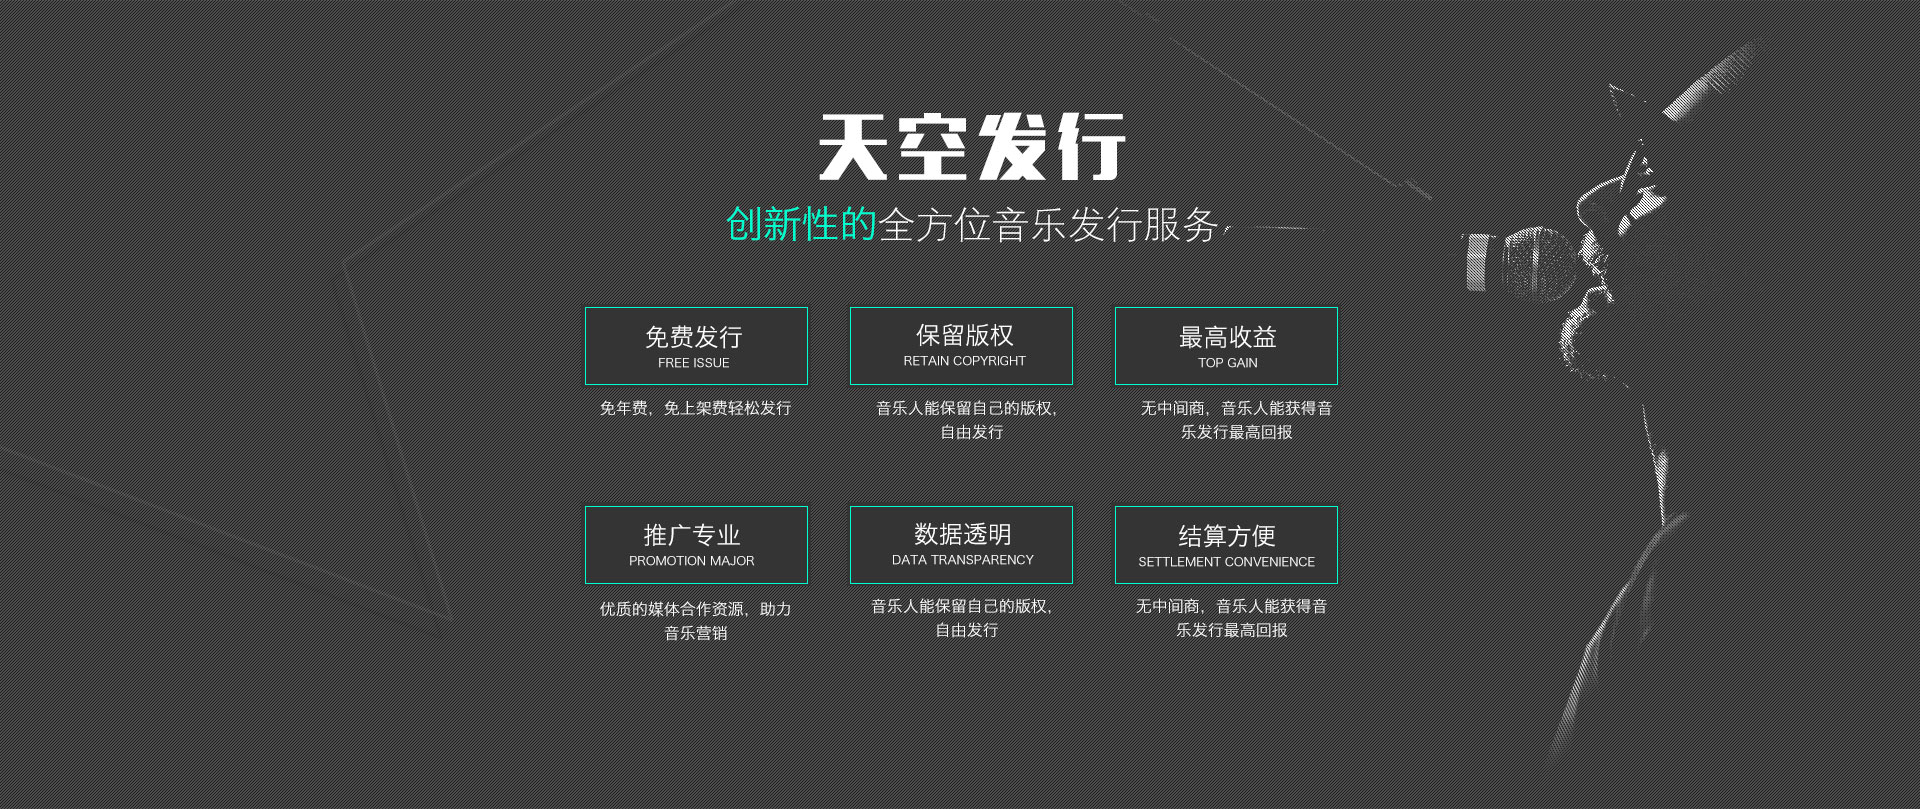 天空发行
创新性的全方位音乐发行服务
免费发行
FREE ISSUE
免年费，免上架费轻松发行
保留版权
RETAIN COPYRIGHT
音乐人能保留自己的版权，
自由发行
最高收益
TOP GAIN
无中间商，音乐人能获得音
乐发行最高回报
推广专业
PROMOTION MAJOR
优质的媒体合作资源，助力
音乐营销
数据透明
DATA TRANSPARENCY
音乐人能保留自己的版权，
自由发行
结算方便
SETTLEMENT CONVENIENCE
无中间商，音乐人能获得音
乐发行最高回报